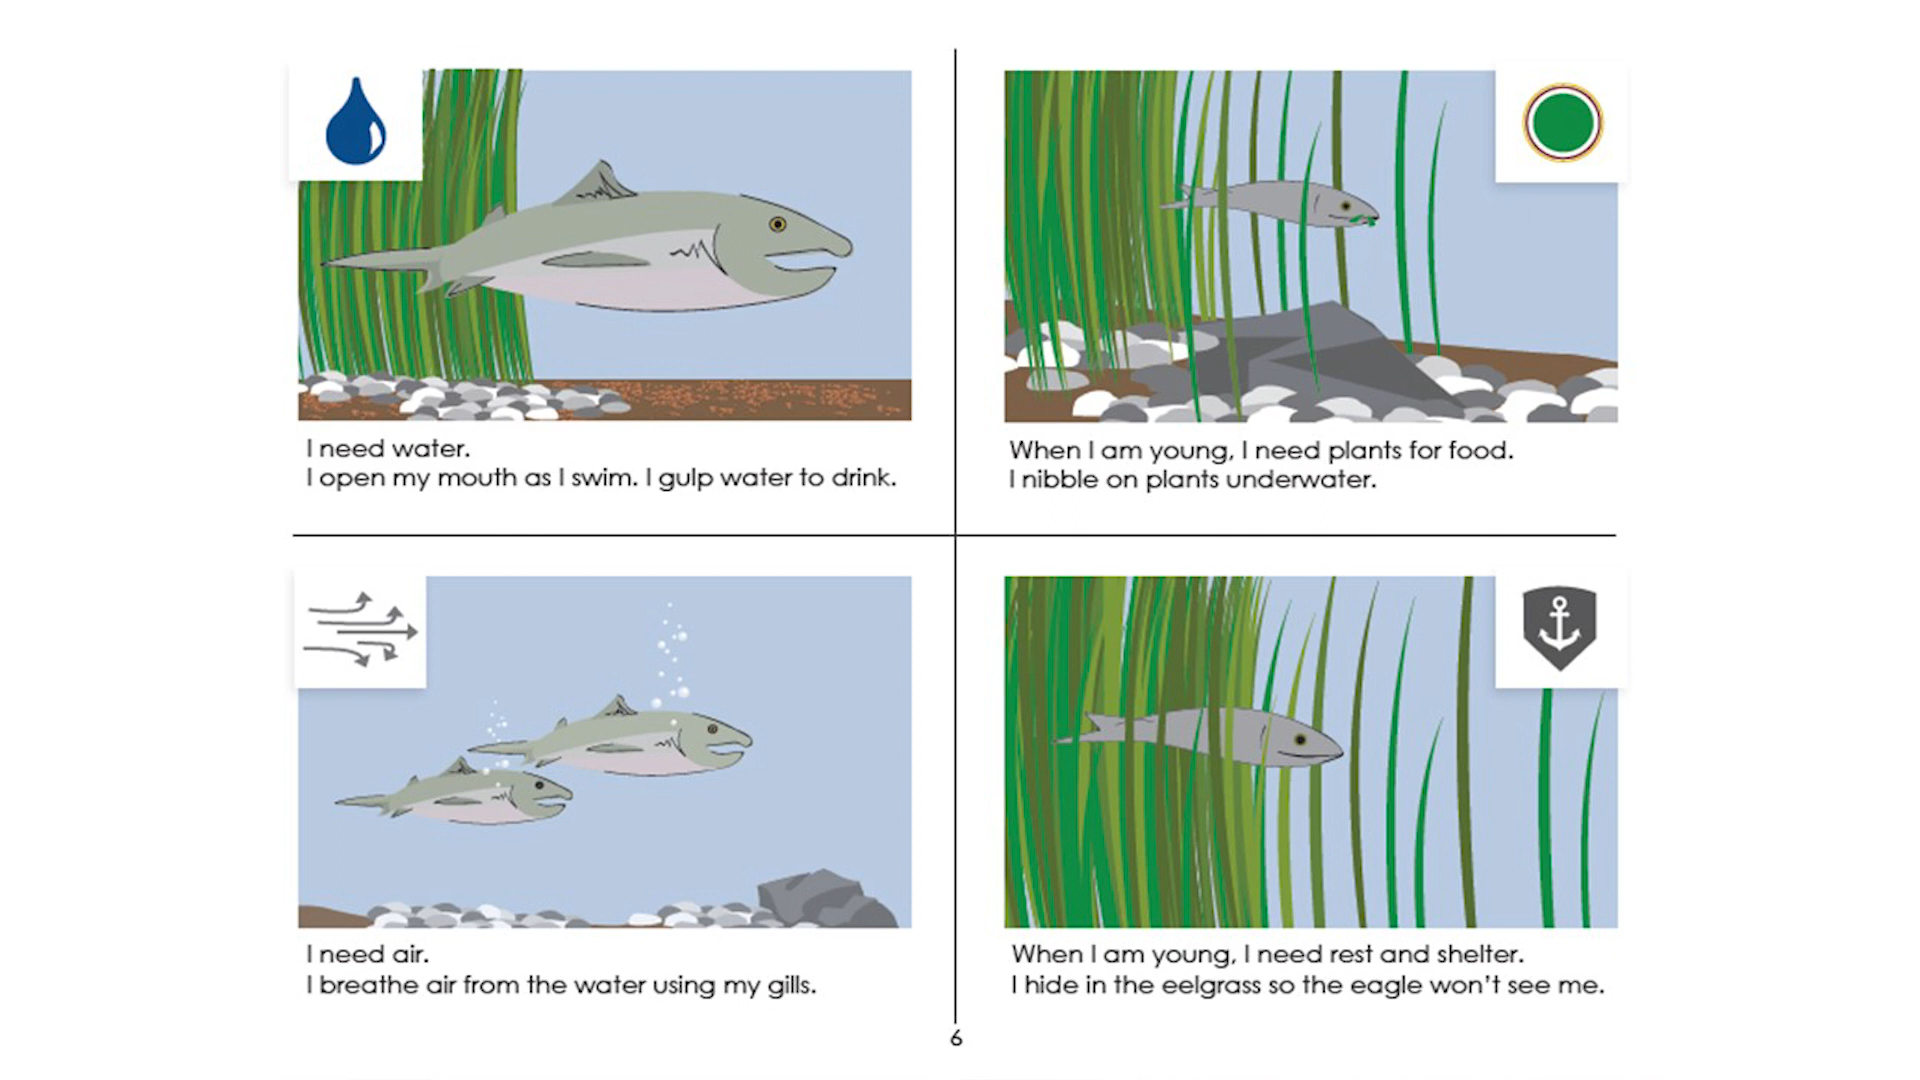 I need water.
I open my mouth as I swim. I gulp water to drink.
When I am young, I need plants for food.
I nibble on plants underwater.
I need air.
I breathe air from the water using my gills.
When I am young, I need rest and shelter.
I hide in the eelgrass so the eagle won't see me.
6